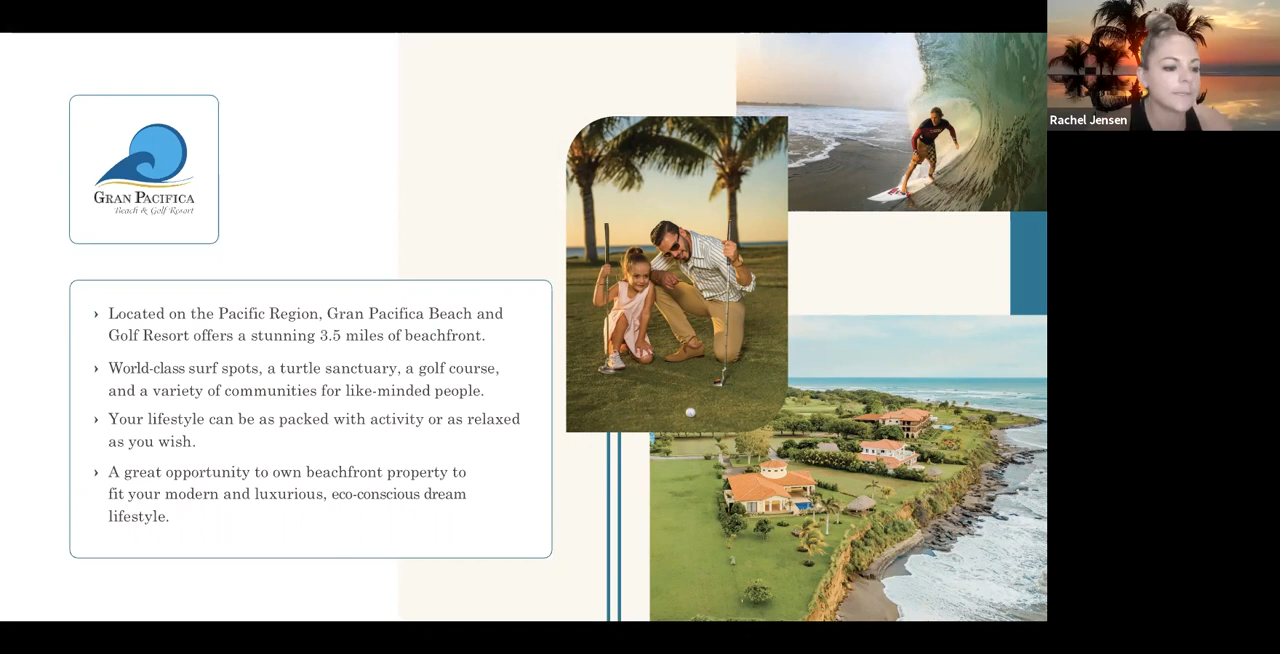 GRAN PACIFICA
Beach & Golf Resort
› Located on the Pacific Region, Gran Pacifica Beach and
Golf Resort offers a stunning 3.5 miles of beachfront.
› World-class surf spots, a turtle sanctuary, a golf course,
and a variety of communities for like-minded people.
› Your lifestyle can be as packed with activity or as relaxed
as you wish.
› A great opportunity to own beachfront property to
fit your modern and luxurious, eco-conscious dream
lifestyle.
Rachel Jensen